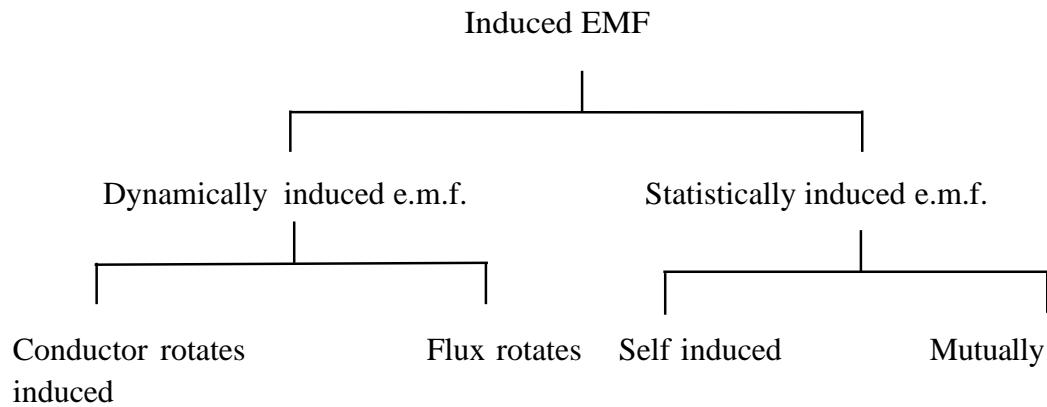 Induced EMF
Dynamically induced e.m.f.
Statistically induced e.m.f.
Conductor rotates
induced
Flux rotates
Self induced
Mutually